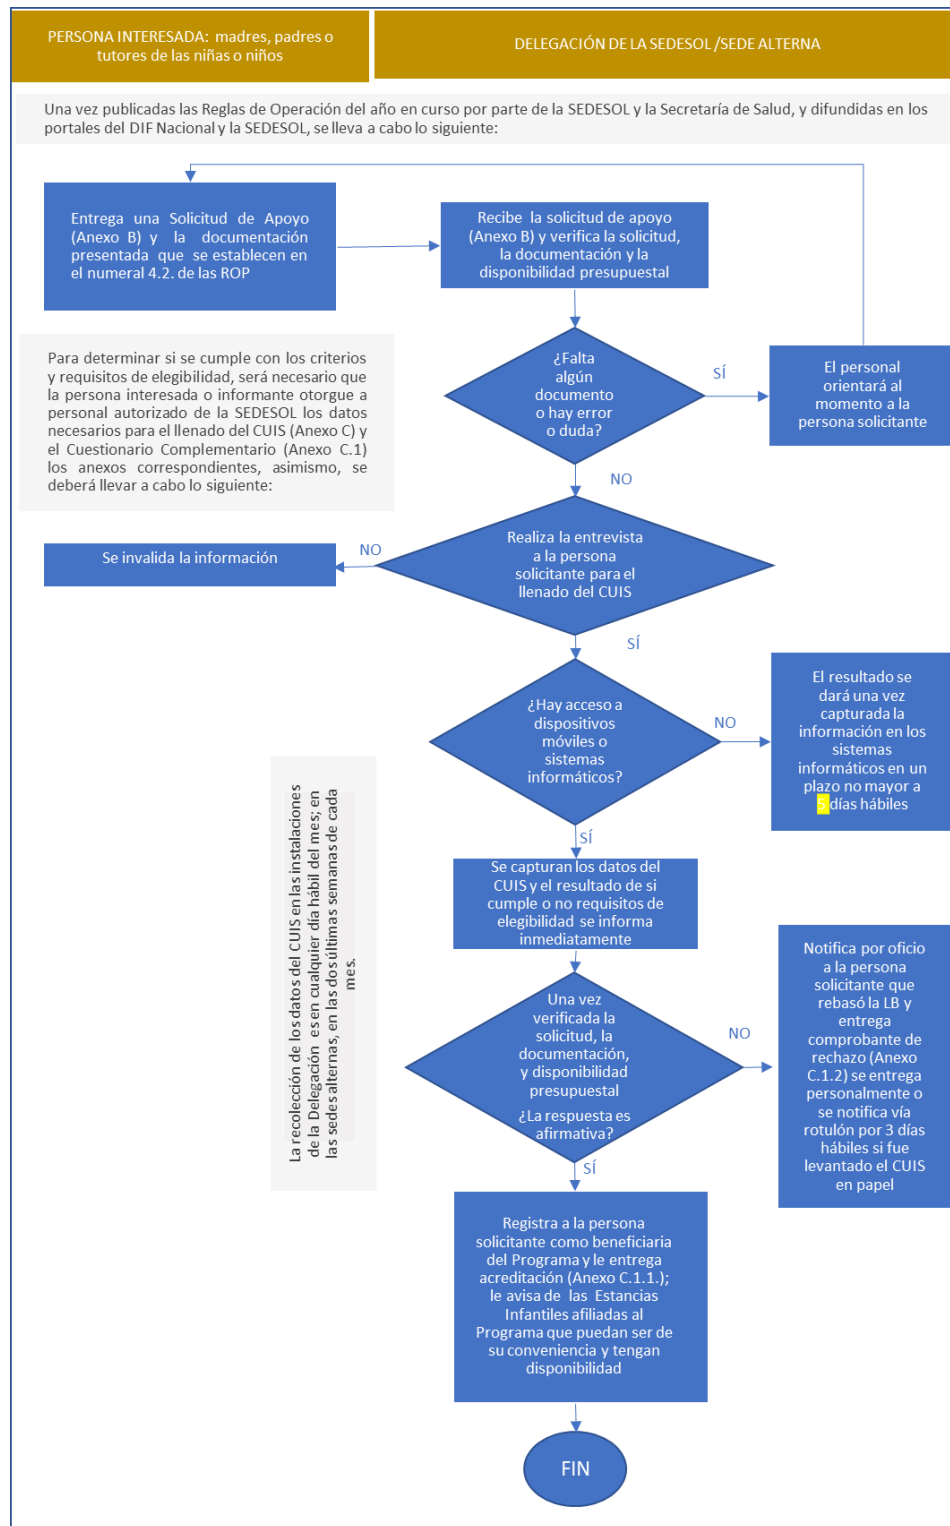 PERSONA INTERESADA: madres, padres o
tutores de las niñas o niños
DELEGACIÓN DE LA SEDESOL /SEDE ALTERNA
Una vez publicadas las Reglas de Operación del año en curso por parte de la SEDESOL y la Secretaría de Salud, y difundidas en los
portales del DIF Nacional y la SEDESOL, se lleva a cabo lo siguiente:
Entrega una Solicitud de Apoyo
(Anexo B) y la documentación
presentada que se establecen en
el numeral 4.2. de las ROP
Recibe la solicitud de apoyo
(Anexo B) y verifica la solicitud,
la documentación y la
disponibilidad presupuestal
¿Falta
algún
documento
o hay error
o duda?
SÍ
El personal
orientará al
momento a la
persona solicitante
Para determinar si se cumple con los criterios
y requisitos de elegibilidad, será necesario que
la persona interesada o informante otorgue a
personal autorizado de la SEDESOL los datos
necesarios para el llenado del CUIS (Anexo C) y
el Cuestionario Complementario (Anexo C.1)
los anexos correspondientes, asimismo, se
deberá llevar a cabo lo siguiente:
NO
Realiza la entrevista
a la persona
solicitante para el
llenado del CUIS
NO
Se invalida la información
SÍ
¿Hay acceso a
dispositivos
móviles o
sistemas
informáticos?
NO
El resultado se
dará una vez
capturada la
información en los
sistemas
informáticos en un
plazo no mayor a
5 días hábiles
SÍ
La recolección de los datos del CUIS en las instalaciones
de la Delegación es en cualquier día hábil del mes; en
las sedes alternas, en las dos últimas semanas de cada
mes.
Se capturan los datos del
CUIS y el resultado de si
cumple o no requisitos de
elegibilidad se informa
inmediatamente
Una vez
verificada la
solicitud, la
documentación,
y disponibilidad
presupuestal
¿La respuesta es
afirmativa?
NO
Notifica por oficio
a la persona
solicitante que
rebasó la LB y
entrega
comprobante de
rechazo (Anexo
C.1.2) se entrega
personalmente o
se notifica vía
rotulón por 3 días
hábiles si fue
levantado el CUIS
en papel
SÍ
Registra a la persona
solicitante como beneficiaria
del Programa y le entrega
acreditación (Anexo C.1.1.);
le avisa de las Estancias
Infantiles afiliadas al
Programa que puedan ser de
su conveniencia y tengan
disponibilidad
FIN